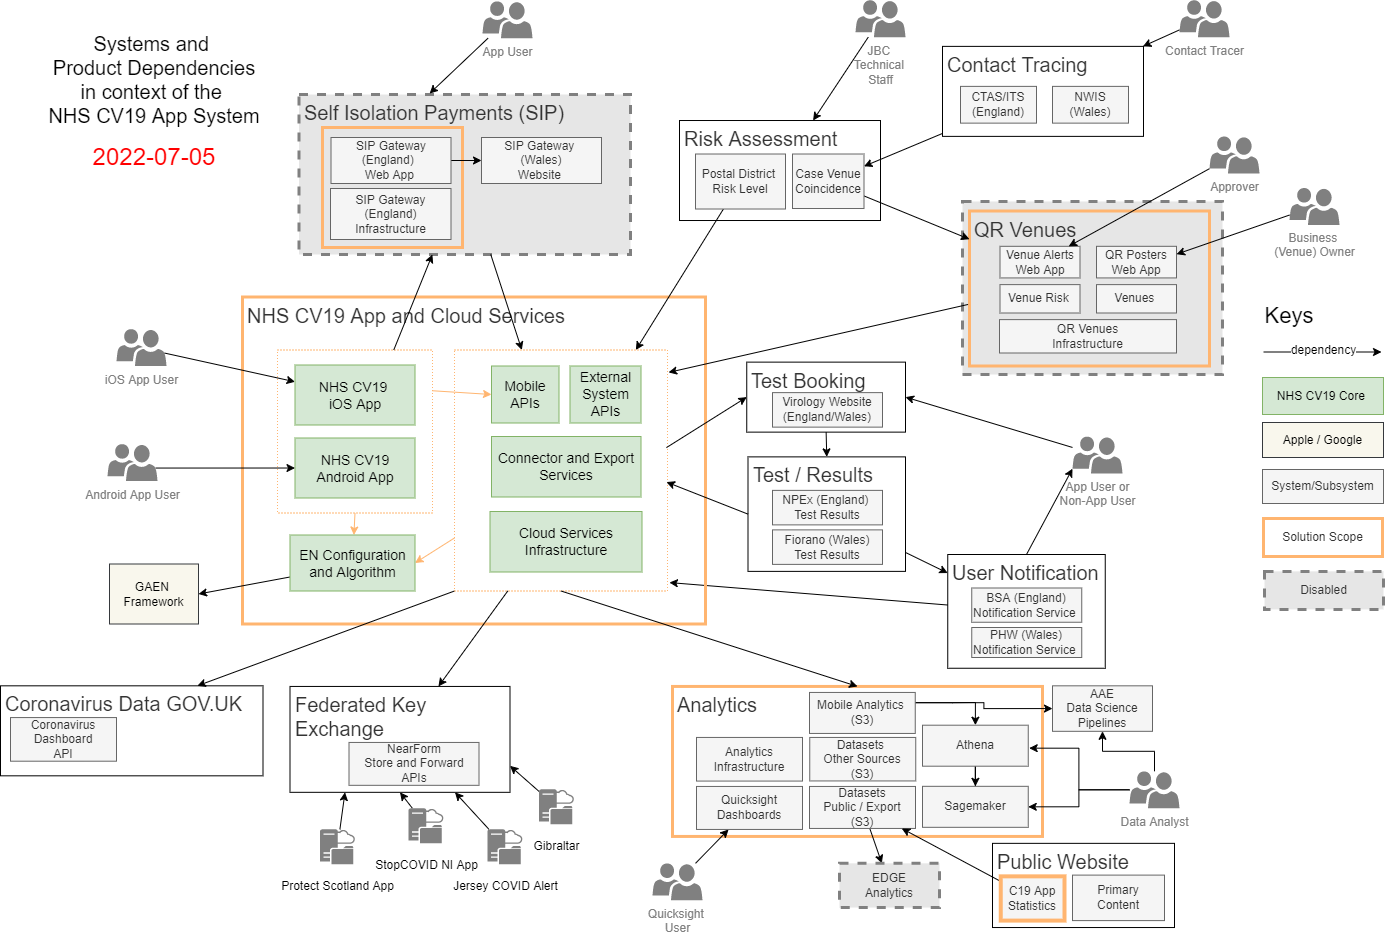 Systems and
Product Dependencies
in context of the
NHS CV19 App System
2022-07-05
App User
JBC
Technical
Staff
Contact Tracer
Self Isolation Payments (SIP)
SIP Gateway
(England)
Web App
SIP Gateway
(Wales)
Website
SIP Gateway
(England)
Infrastructure
Risk Assessment
Postal District
Risk Level
Case Venue
Coincidence
Contact Tracing
CTAS/ITS
(England)
NWIS
(Wales)
Approver
Business
(Venue) Owner
QR Venues
Venue Alerts
Web App
QR Posters
Web App
Venue Risk
Venues
QR Venues
Infrastructure
Keys
dependency
NHS CV19 Core
Apple / Google
System/Subsystem
Solution Scope
Disabled
iOS App User
Android App User
NHS CV19 App and Cloud Services
NHS CV19
iOS App
NHS CV19
Android App
EN Configuration
and Algorithm
Mobile
APIs
External
System
APIs
Connector and Export
Services
Cloud Services
Infrastructure
GAEN
Framework
Test Booking
Virology Website
(England/Wales)
Test / Results
NPEx (England)
Test Results
Fiorano (Wales)
Test Results
App User or
Non-App User
User Notification
BSA (England)
Notification Service
PHW (Wales)
Notification Service
Coronavirus Data GOV.UK
Coronavirus
Dashboard
API
Federated Key
Exchange
NearForm
Store and Forward
APIs
Protect Scotland App
StopCOVID NI App
Jersey COVID Alert
Gibraltar
Analytics
Mobile Analytics
(S3)
Analytics
Infrastructure
Datasets
Other Sources
(S3)
Athena
Quicksight
Dashboards
Datasets
Public / Export
(S3)
Sagemaker
AAE
Data Science
Pipelines
Data Analyst
Quicksight
User
EDGE
Analytics
Public Website
C19 App
Statistics
Primary
Content